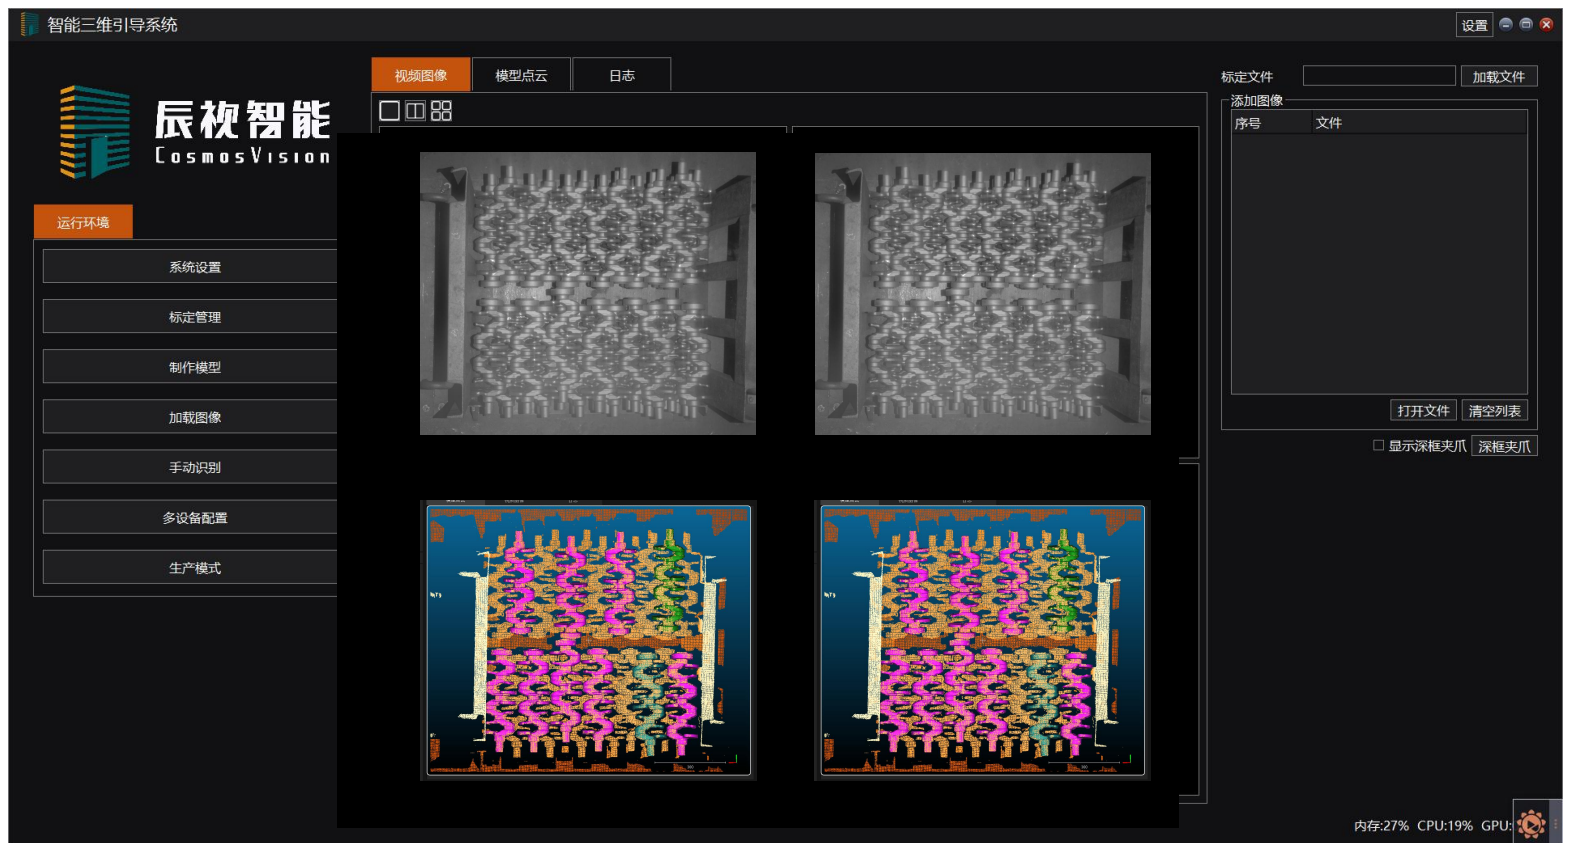 智能三维引导系统
设置
辰视智能
CosmosVision
运行环境
系统设置
标定管理
制作模型
加载图像
手动识别
多设备配置
生产模式
视频图像
模型点云
日志
标定文件
加载文件
添加图像
序号 文件
打开文件
清空列表
显示深框夹爪
深框夹爪
内存:27% CPU:19% GPU: